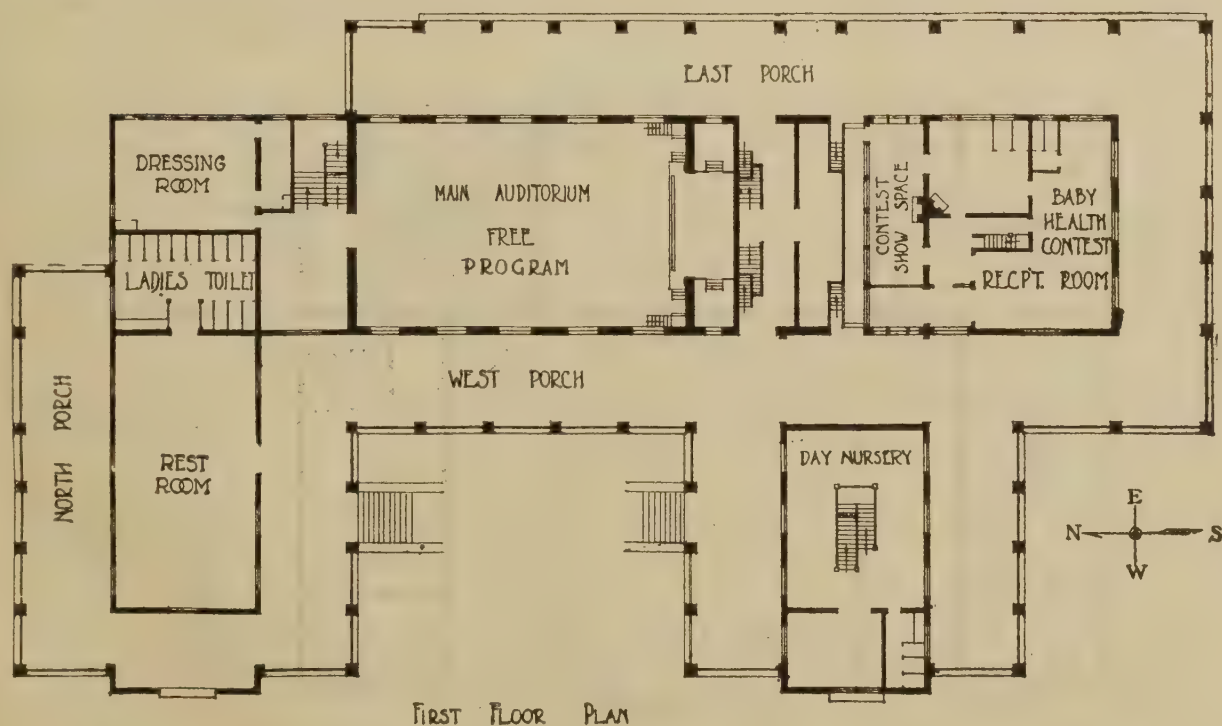 EAST PORCH
DRESSING
ROOM
MAIN AUDITORIUM
FREE
PROGRAM
CONTEST
SHOW SPACE
BABY
HEALTH
CONTEST
RECP'T. ROOM
LADIES TOILET
WEST PORCH
NORTH PORCH
REST
ROOM
DAY NURSERY
E
N S
W
FIRST FLOOR PLAN